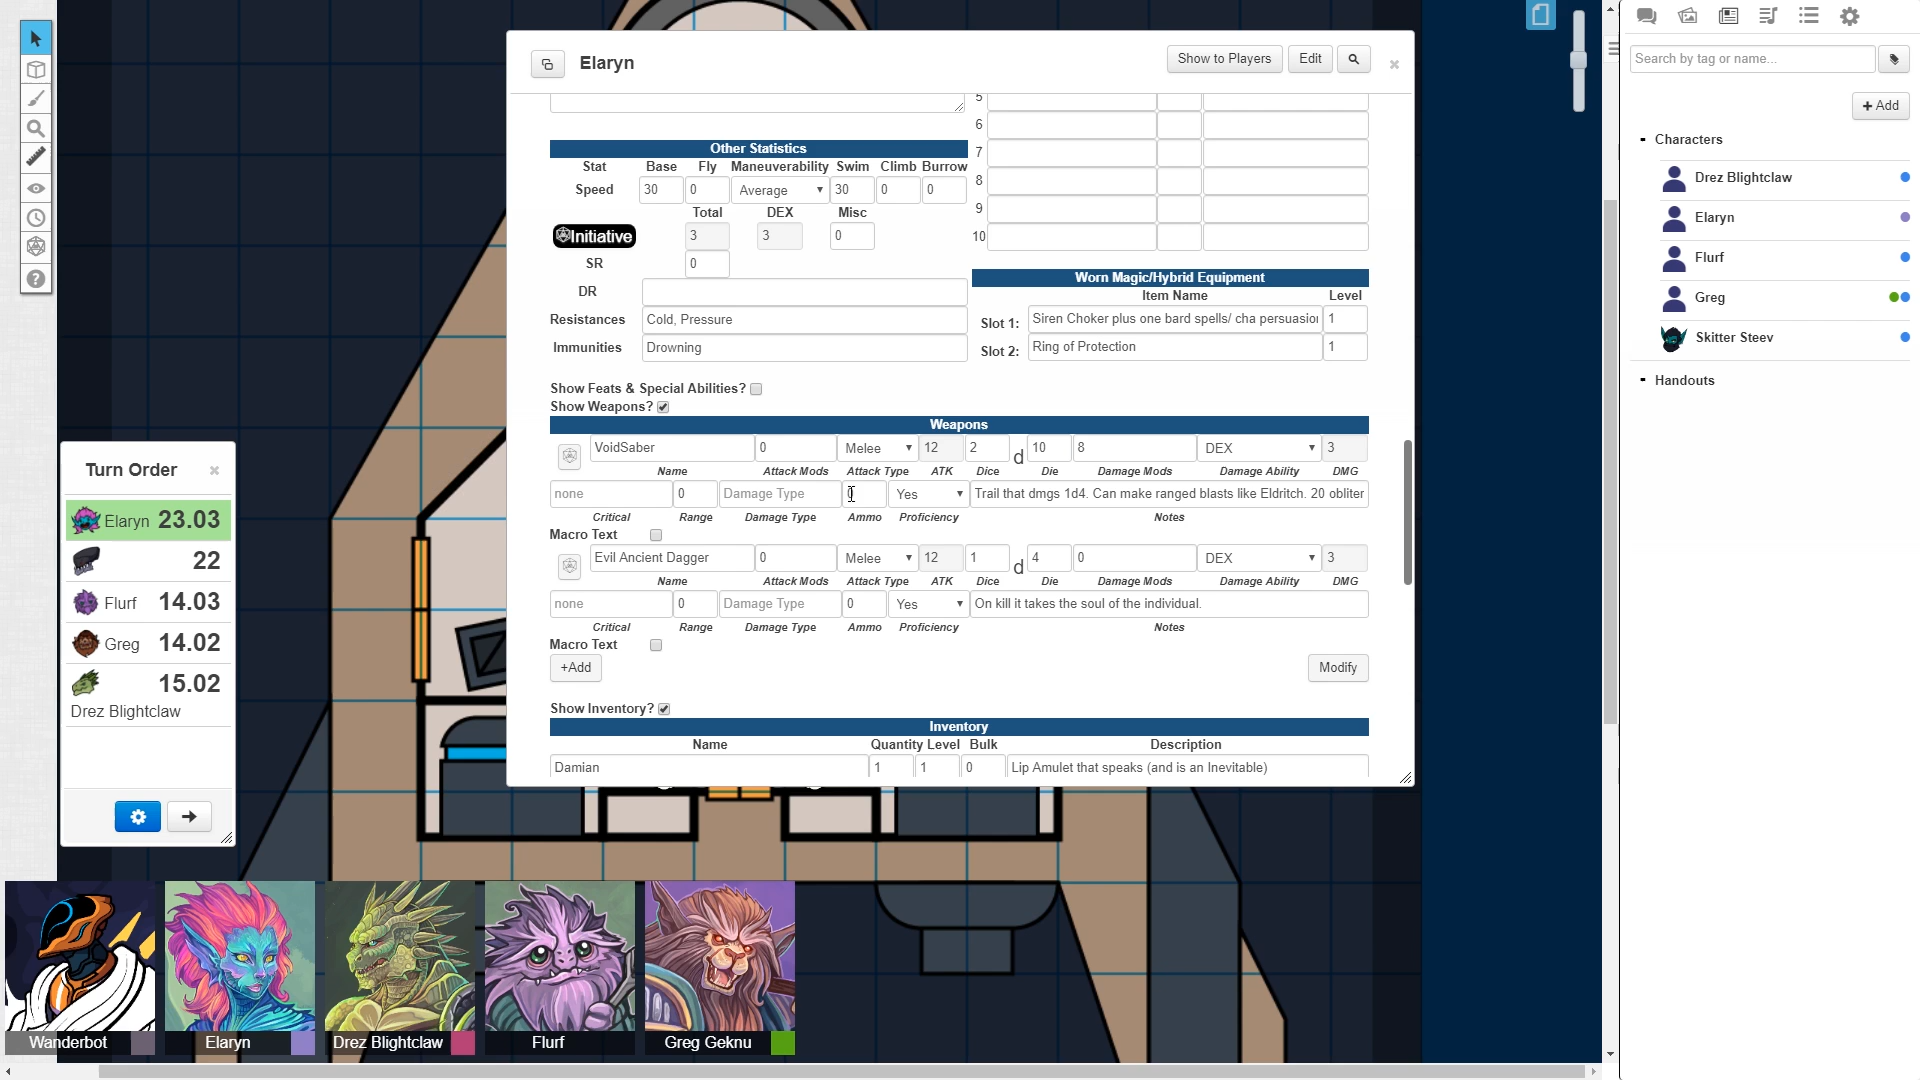 Elaryn
Show to Players
Edit
Search by tag or name...
Add
Characters
Drez Blightclaw
Elaryn
Flurf
Greg
Skitter Steev
Handouts
5
6
7
8
9
10
Other Statistics
Stat Base Fly Maneuverability Swim Climb Burrow
Speed 30 0 Average 30 0 0
Total DEX Misc
Initiative 3 3 0
SR 0
DR
Resistances Cold, Pressure
Immunities Drowning
Worn Magic/Hybrid Equipment
Item Name Level
Slot 1: Siren Choker plus one bard spells/ cha persuasion 1
Slot 2: Ring of Protection 1
Show Feats & Special Abilities?
Show Weapons?
Weapons
VoidSaber 0 Melee 12 2 d 10 8 DEX 3
Name Attack Mods Attack Type ATK Dice Die Damage Mods Damage Ability DMG
none 0 Damage Type 0 Yes Trail that dmgs 1d4. Can make ranged blasts like Eldritch. 20 obliter
Critical Range Damage Type Ammo Proficiency Notes
Macro Text
Evil Ancient Dagger 0 Melee 12 1 d 4 0 DEX 3
Name Attack Mods Attack Type ATK Dice Die Damage Mods Damage Ability DMG
none 0 Damage Type 0 Yes On kill it takes the soul of the individual.
Critical Range Damage Type Ammo Proficiency Notes
Macro Text
+Add
Modify
Show Inventory?
Inventory
Name Quantity Level Bulk Description
Damian 1 1 0 Lip Amulet that speaks (and is an Inevitable)
Turn Order
Elaryn 23.03
22
Flurf 14.03
Greg 14.02
15.02
Drez Blightclaw
Wanderbot
Elaryn
Drez Blightclaw
Flurf
Greg Geknu